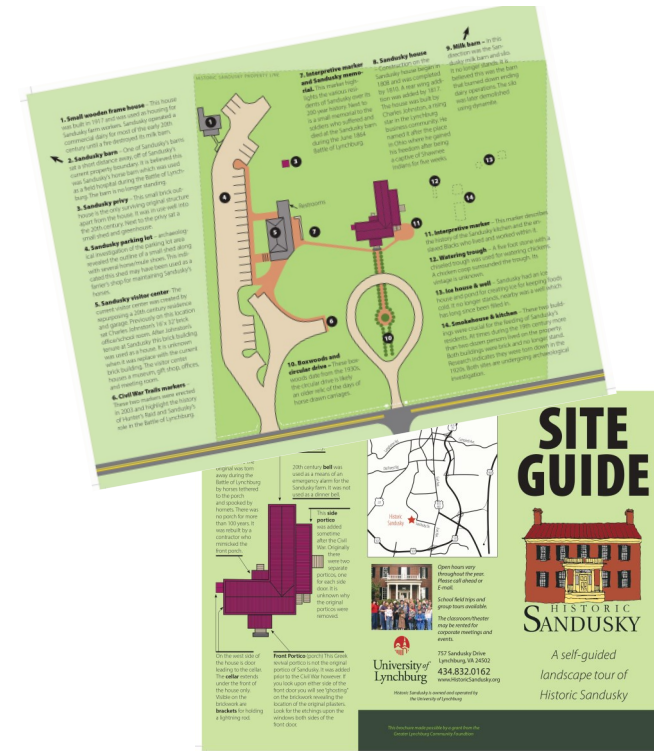 HISTORIC SANDUSKY PROPERTY LINE
1. Small wooden frame house – This house
was built in 1917 and was used as housing for
Sandusky farm workers. Sandusky operated a
commercial dairy for most of the early 20th
century until a fire destroyed its milk barn.
2. Sandusky barn – One of Sandusky's barns
sat a short distance away, off of Sandusky's
current property boundary. It is believed this
was Sandusky's horse barn which was used
as a field hospital during the Battle of Lynch-
burg. The barn is no longer standing.
3. Sandusky privy – This small brick out-
house is the only surviving original structure
apart from the house. It was in use well into
the 20th century. Next to the privy sat a
small shed and greenhouse.
4. Sandusky parking lot – archaeolog-
ical investigation of the parking lot area
revealed the outline of a small shed along
with several horse/mule shoes. This
called this shed may have been used as a
farrier's shop for maintaining Sandusky's
horses.
5. Sandusky visitor center – The
current visitor center was created by
repurposing a 20th century residence
and garage. Previously on this location
sat Charles Johnston's 16 x 32' brick
office/school room. After Johnston's
tenure at Sandusky this brick building
was used as a house. It is unknown
when it was replace with the current
brick building. The visitor center
houses a museum, gift shop, offices,
and meeting room.
6. Civil War Trails markers –
These two markers were erected
in 2003 and highlight the history
of Hunter's Raid and Sandusky's
role in the Battle of Lynchburg.
7. Interpretive marker
and Sandusky memo-
rial. This marker high-
lights the various resi-
dents of Sandusky over its
200 year history. Next to
is a small memorial to the
soldiers who suffered and
died at the Sandusky barn
during the June 1864
Battle of Lynchburg.
8. Sandusky house
– Construction on the
Sandusky house began in
1808 and was completed
by 1810. A rear wing addi-
tion was added by 1817.
The house was built by
Charles Johnston, a rising
star in the Lynchburg
business community. He
named it after the place
in Ohio where he gained
his freedom after being
a captive of Shawnee
Indians for five weeks.
9. Milk barn – In this
direction was the San-
dusky milk barn and silo.
It no longer stands. It is
believed this was the barn
that burned down ending
dairy operations. The silo
was later demolished
using dynamite.
Restrooms
1
3
4
5
7
6
8
10
11
12
13
14
10. Boxwoods and
circular drive – These box-
woods date from the 1930s,
the circular drive is likely
an older relic of the days of
horse drawn carriages.
11. Interpretive marker – This marker describes
the history of the Sandusky kitchen and the en-
slaved Blacks who lived and worked within it.
12. Watering trough – A five foot stone with a
chiseled trough was used for watering chickens.
A chicken coop surrounded the trough. Its
vintage is unknown.
13. Ice house & well – Sandusky had an ice
house and pond for creating ice for keeping foods
cold. It no longer stands, nearby was a well which
has long since been filled in.
14. Smokehouse & kitchen – These two build-
ings were crucial for the feeding of Sandusky's
residents. At times during the 19th century more
than two-dozen persons lived on the property.
Both buildings were brick and no longer stand.
Research indicates they were torn down in the
1920s. Both sites are undergoing archaeological
investigation.
original was torn
away during the
Battle of Lynchburg
by horses tethered
to the porch
and spooked by
hornets. There was
no porch for more
than 100 years. It
was rebuilt by a
contractor who
mimicked the
front porch.
20th century bell was
used as a means of an
emergency alarm for the
Sandusky farm. It was not
used as a dinner bell.
This side
portico
was added
sometime
after the Civil
War. Originally
there
were two
separate
porticos, one
for each side
door. It is
unknown why
the original
porticos were
removed.
On the west side of
the house is door
leading to the cellar.
The cellar extends
under the front of
the house only.
Visible on the
brickwork are
brackets for holding
a lightning rod.
Front Portico (porch) This Greek
revival portico is not the original
portico of Sandusky. It was added
prior to the Civil War however. If
you look upon either side of the
front door you will see "ghosting"
on the brickwork revealing the
location of the original pilasters.
Look for the etchings upon the
windows both sides of the
front door.
Historic
Sandusky
Open hours vary
throughout the year.
Please call ahead or
E-mail.
School field trips and
group tours available.
The classroom/theater
may be rented for
corporate meetings and
events.
University of
Lynchburg
757 Sandusky Drive
Lynchburg, VA 24502
434.832.0162
www.HistoricSandusky.org
Historic Sandusky is owned and operated by
the University of Lynchburg
SITE
GUIDE
HISTORIC
SANDUSKY
A self-guided
landscape tour of
Historic Sandusky
This brochure made possible by a grant from the
Greater Lynchburg Community Foundation